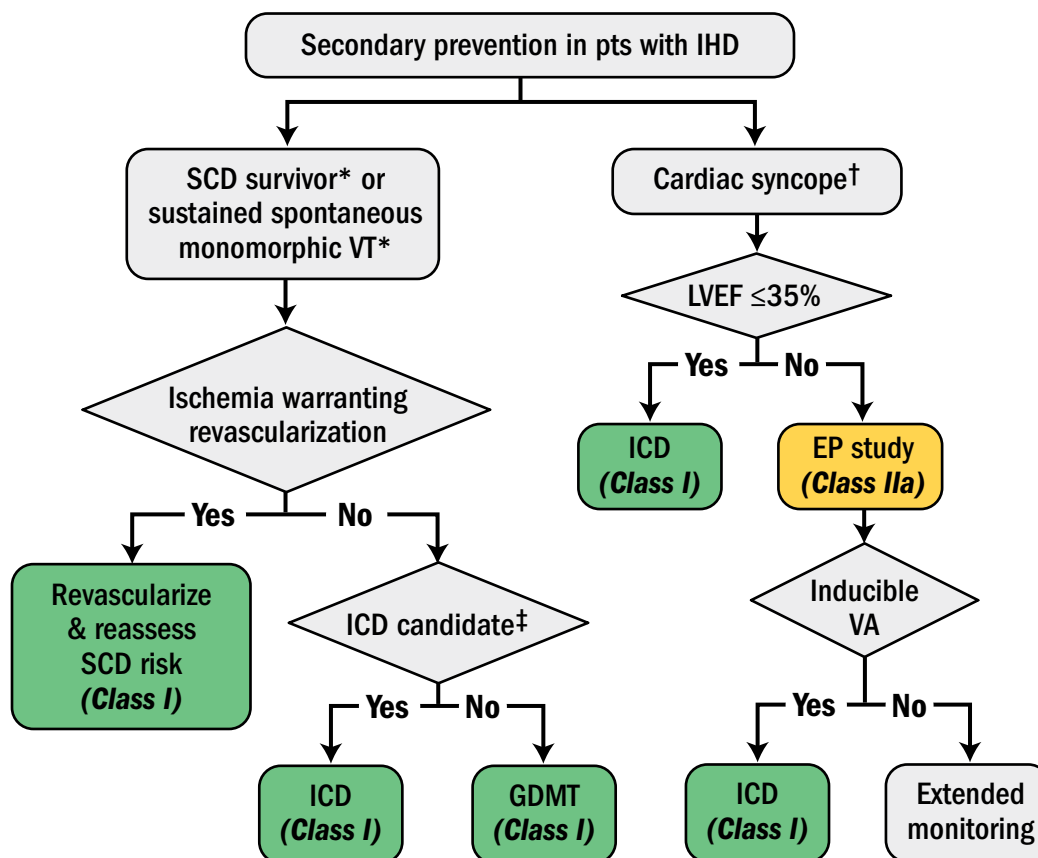 Secondary prevention in pts with IHD
SCD survivor* or
sustained spontaneous
monomorphic VT*
Cardiac syncope†
LVEF ≤35%
Ischemia warranting
revascularization
Yes No
ICD
(Class I)
EP study
(Class IIa)
Yes No
Revascularize
& reassess
SCD risk
(Class I)
ICD candidate‡
Inducible
VA
Yes No
Yes No
ICD
(Class I)
GDMT
(Class I)
ICD
(Class I)
Extended
monitoring